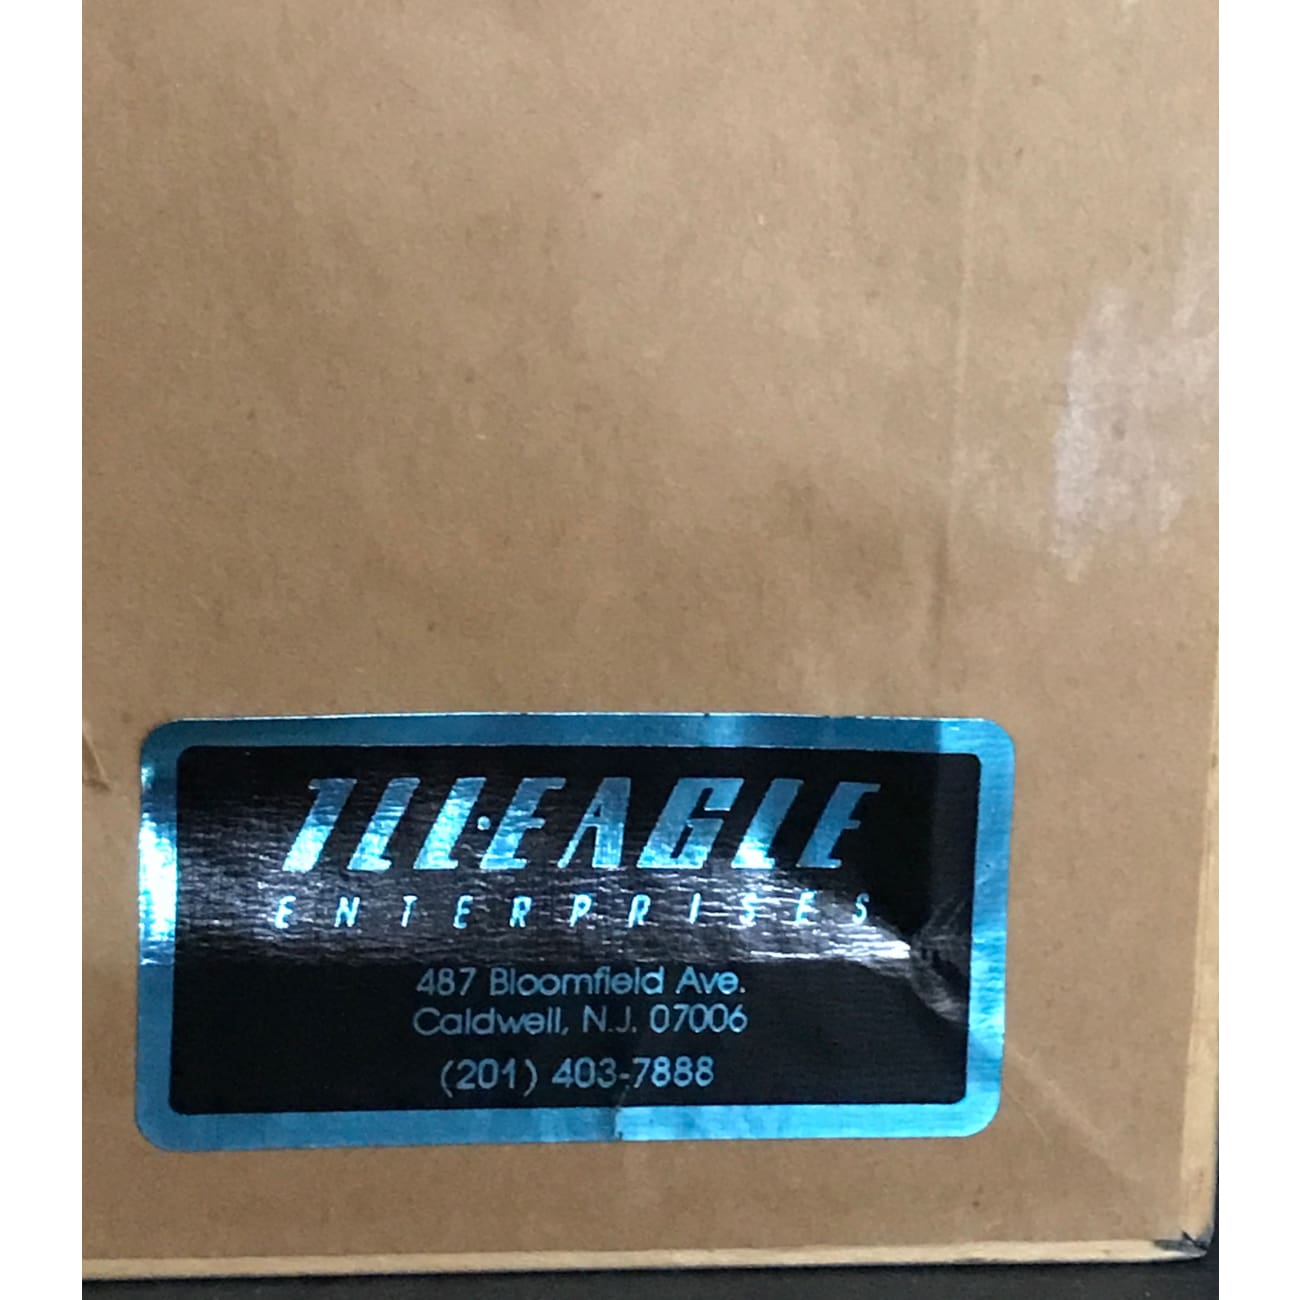 ILL·EAGLE
ENTERPRISES
487 Bloomfield Ave.
Caldwell, N.J. 07006
(201) 403-7888